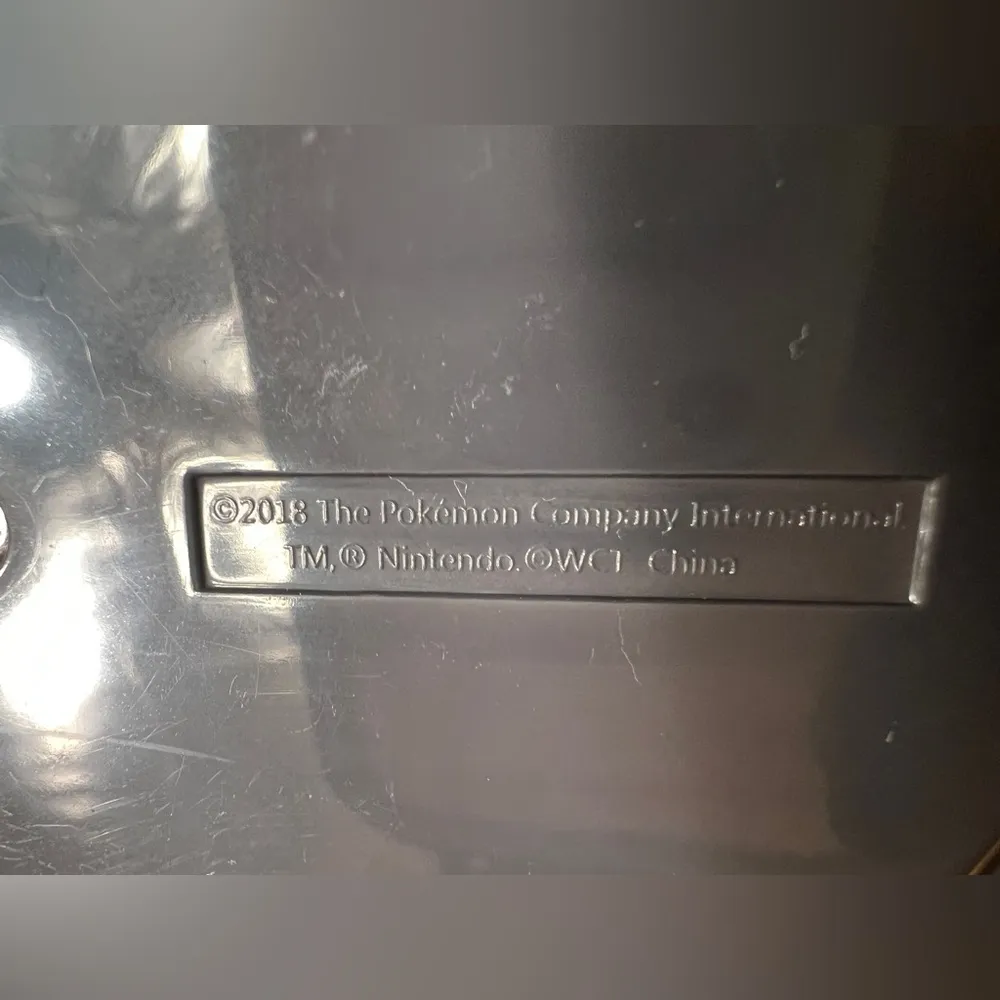 ©2018 The Pokémon Company International.
TM,® Nintendo.©WCT China